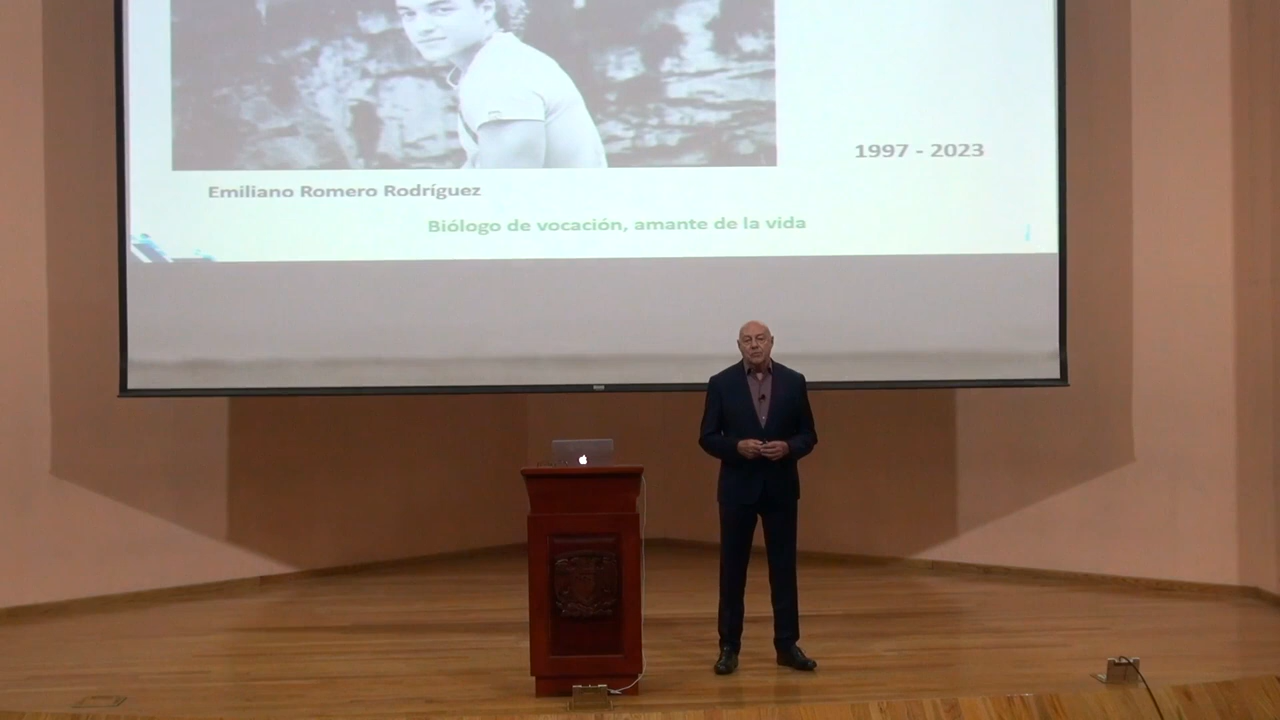 1997 - 2023
Emiliano Romero Rodríguez
Biólogo de vocación, amante de la vida